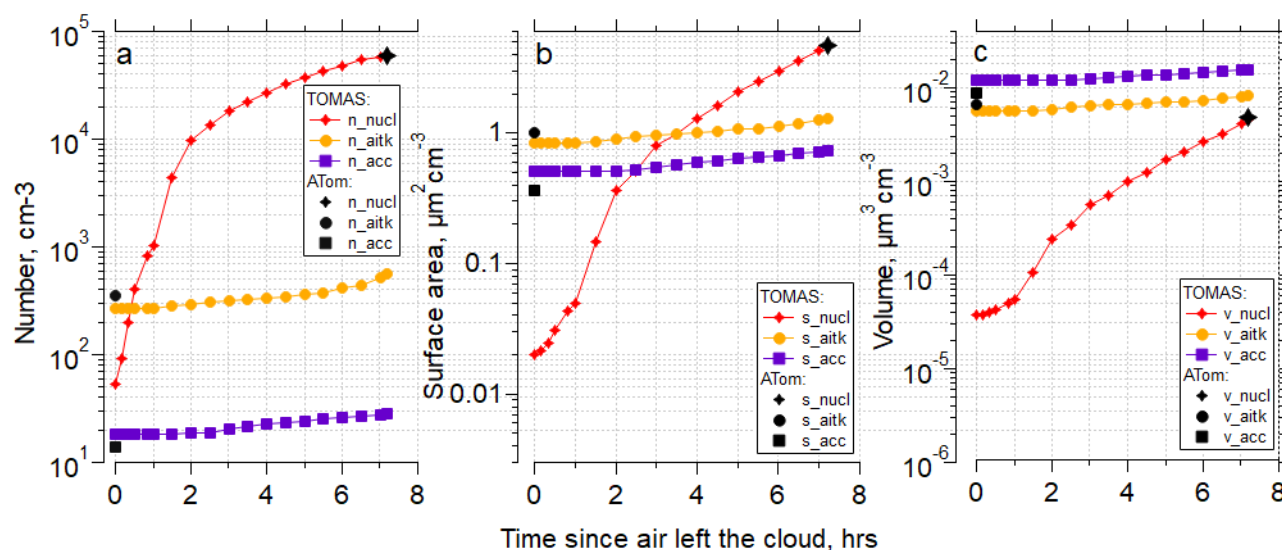 a
Number, cm-3
10^5
10^4
10^3
10^2
10^1
0 2 4 6 8
TOMAS:
n_nucl
n_aitk
n_acc
ATom:
n_nucl
n_aitk
n_acc
b
Surface area, µm^2 cm^-3
1
0.1
0.01
0 2 4 6 8
TOMAS:
s_nucl
s_aitk
s_acc
ATom:
s_nucl
s_aitk
s_acc
c
Volume, µm^3 cm^-3
10^-2
10^-3
10^-4
10^-5
10^-6
0 2 4 6 8
TOMAS:
v_nucl
v_aitk
v_acc
ATom:
v_nucl
v_aitk
v_acc
Time since air left the cloud, hrs